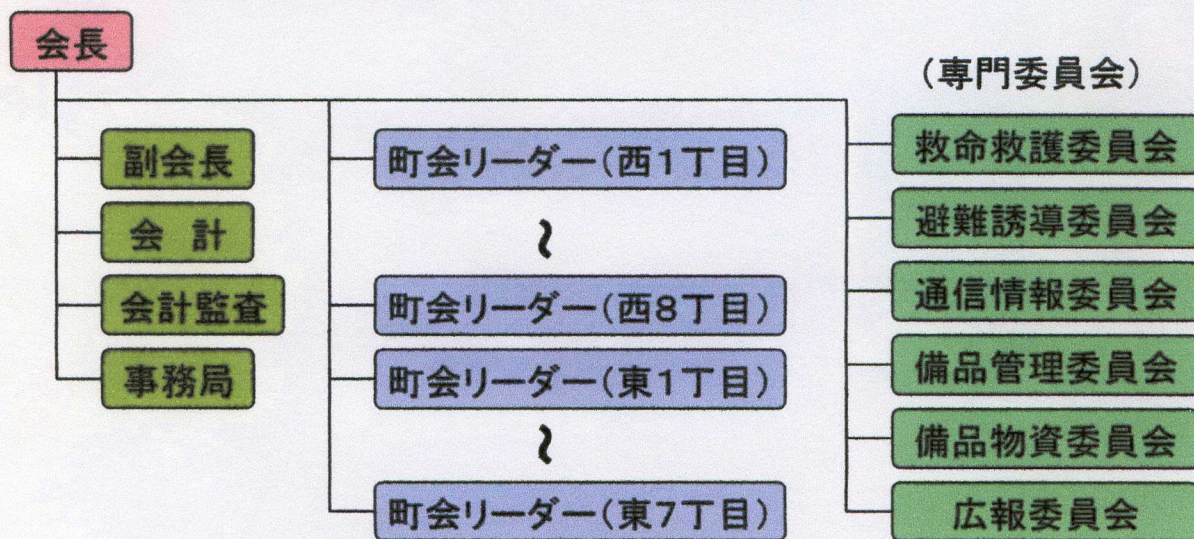 会長
副会長
会計
会計監査
事務局
町会リーダー(西1丁目)
~
町会リーダー(西8丁目)
町会リーダー(東1丁目)
~
町会リーダー(東7丁目)
(専門委員会)
救命救護委員会
避難誘導委員会
通信情報委員会
備品管理委員会
備品物資委員会
広報委員会